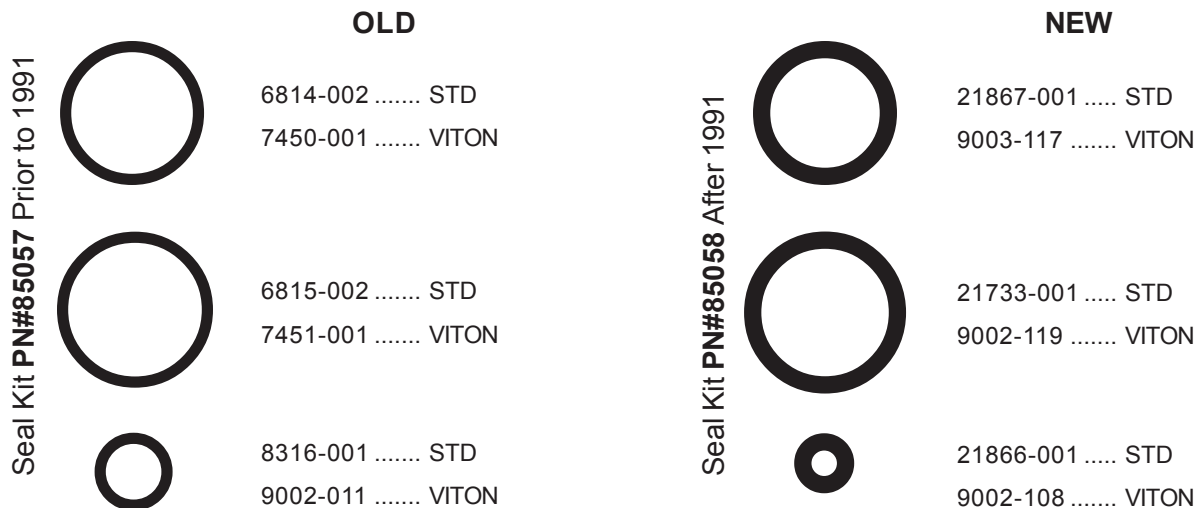 OLD
Seal Kit PN#85057 Prior to 1991
6814-002 ....... STD
7450-001 ....... VITON
6815-002 ....... STD
7451-001 ....... VITON
8316-001 ....... STD
9002-011 ....... VITON
NEW
Seal Kit PN#85058 After 1991
21867-001 ..... STD
9003-117 ....... VITON
21733-001 ..... STD
9002-119 ....... VITON
21866-001 ..... STD
9002-108 ....... VITON